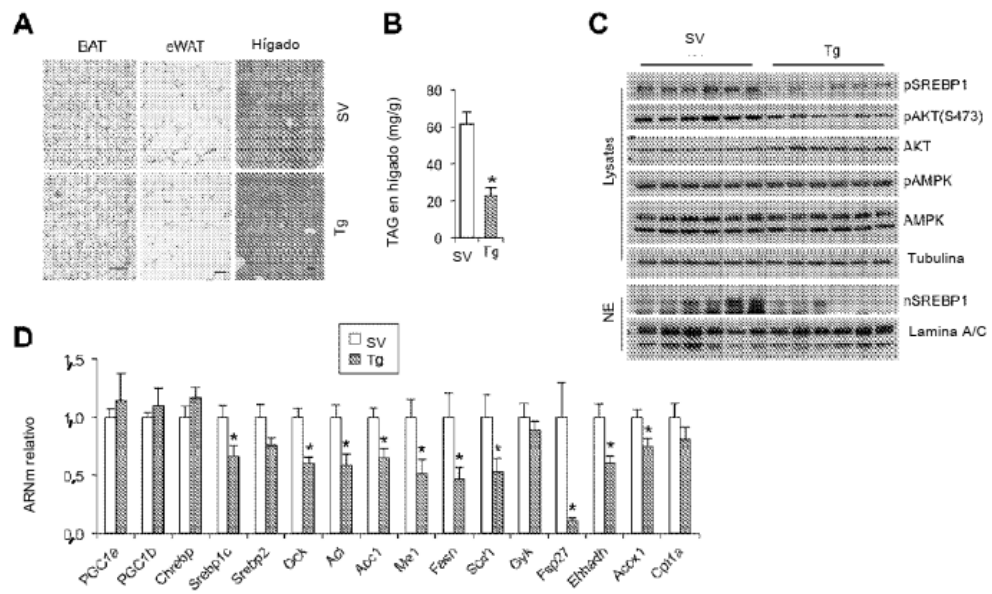 A
BAT eWAT Hígado
SV
Tg
B
TAG en hígado (mg/g)
80
60
40
20
0
*
SV Tg
C
SV Tg
Lysates
pSREBP1
pAKT(S473)
AKT
pAMPK
AMPK
Tubulina
NE
nSREBP1
Lamina A/C
D
SV
Tg
ARNm relativo
1,5
1,0
0,5
0,0
* * * * * * * * * *
PGC1a PGC1b Chrebp Srebp1c Srebp2 Gck Acl Acc1 Me1 Fasn Scd1 Gyk Fsp27 Ehhadh Acox1 Cpt1a